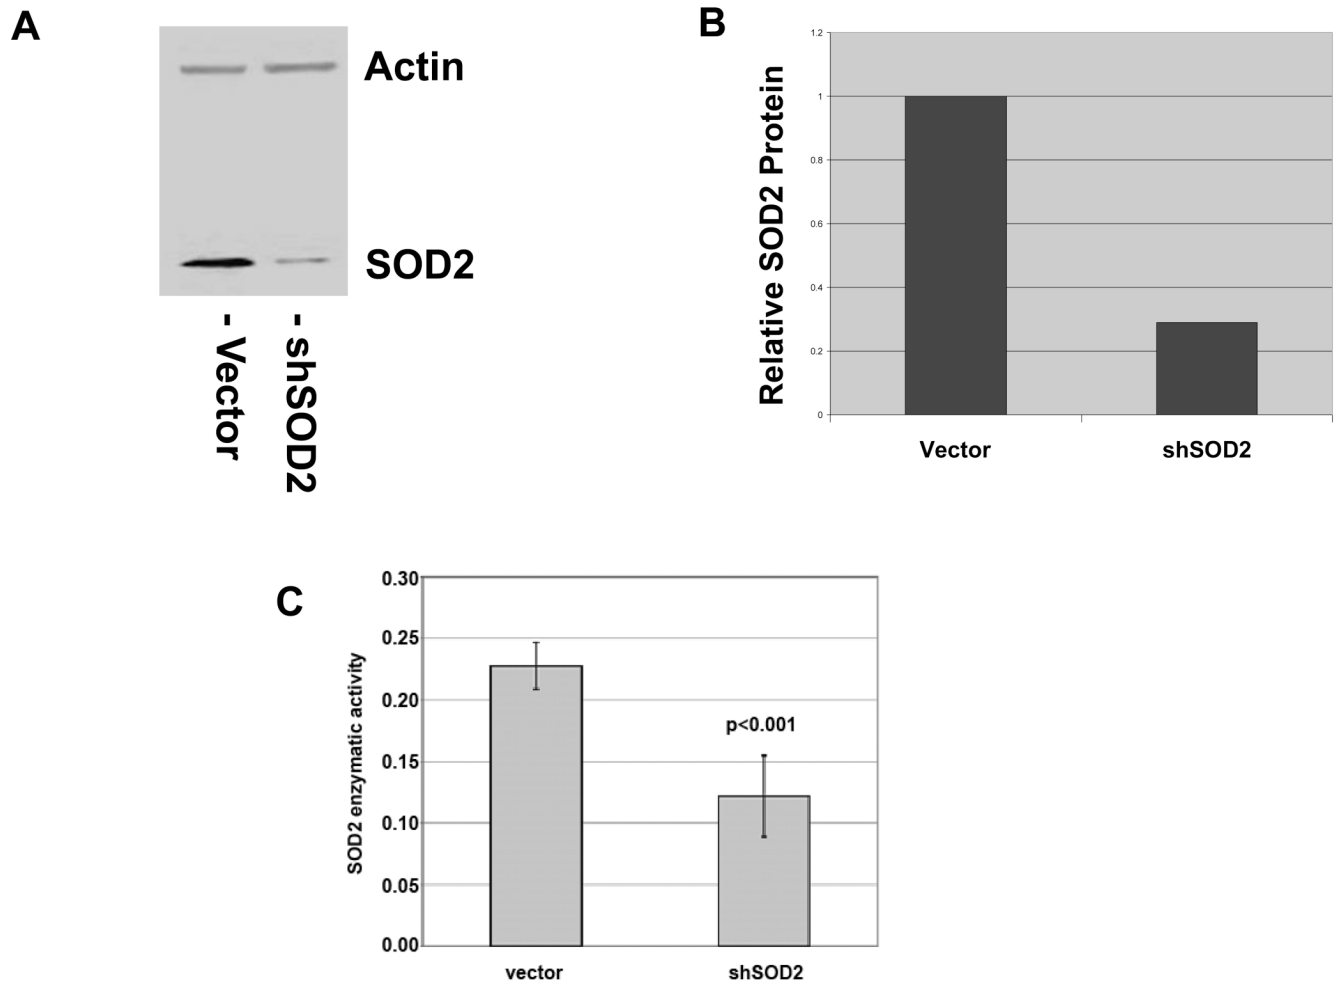 A
Actin
SOD2
- Vector
- shSOD2
B
Relative SOD2 Protein
1.2
1
0.8
0.6
0.4
0.2
0
Vector
shSOD2
C
SOD2 enzymatic activity
0.30
0.25
0.20
0.15
0.10
0.05
0.00
p<0.001
vector
shSOD2